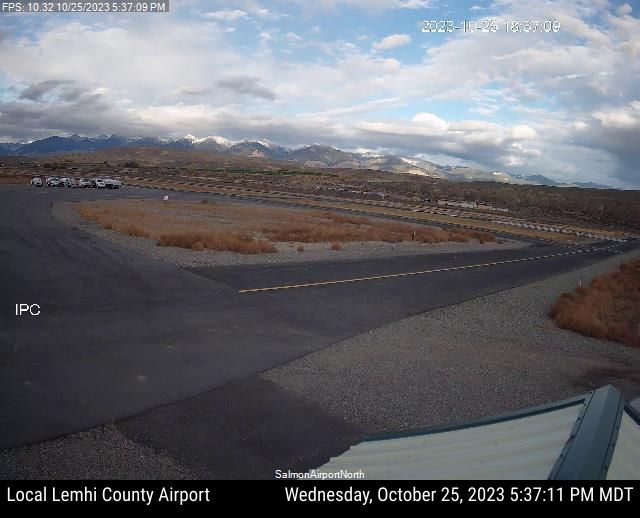 FPS: 10.32 10/25/2023 5:37:09 PM
2023-10-25 18:37:09
IPC
SalmonAirportNorth
Local Lemhi County Airport Wednesday, October 25, 2023 5:37:11 PM MDT